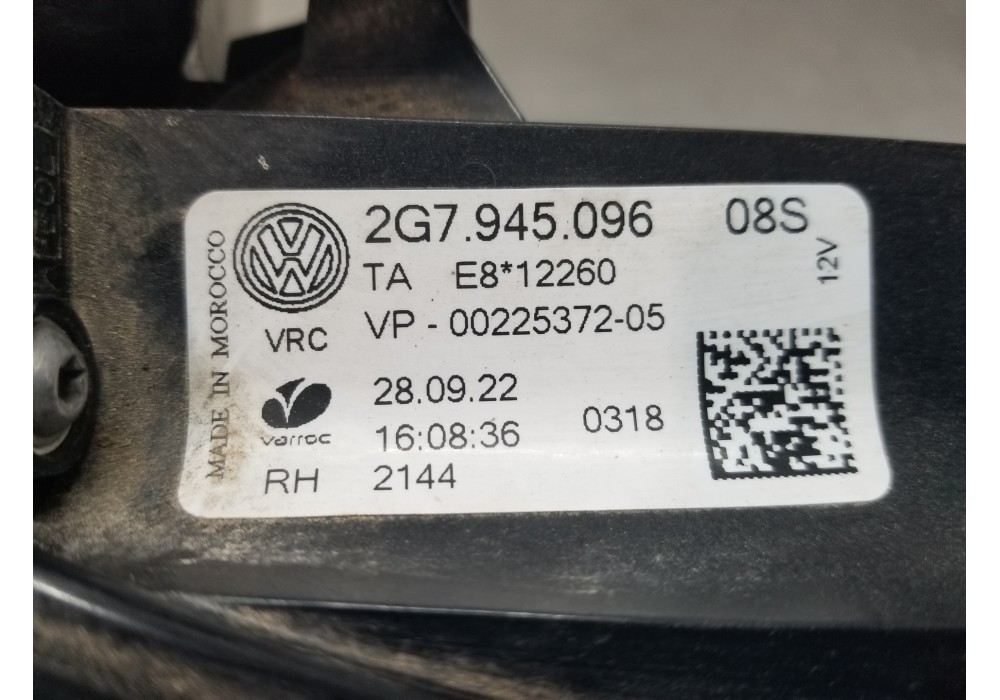 2G7.945.096 08S
TA E8*12260
12V
VRC VP - 00225372-05
MADE IN MOROCCO
28.09.22
varroc
16:08:36 0318
RH 2144